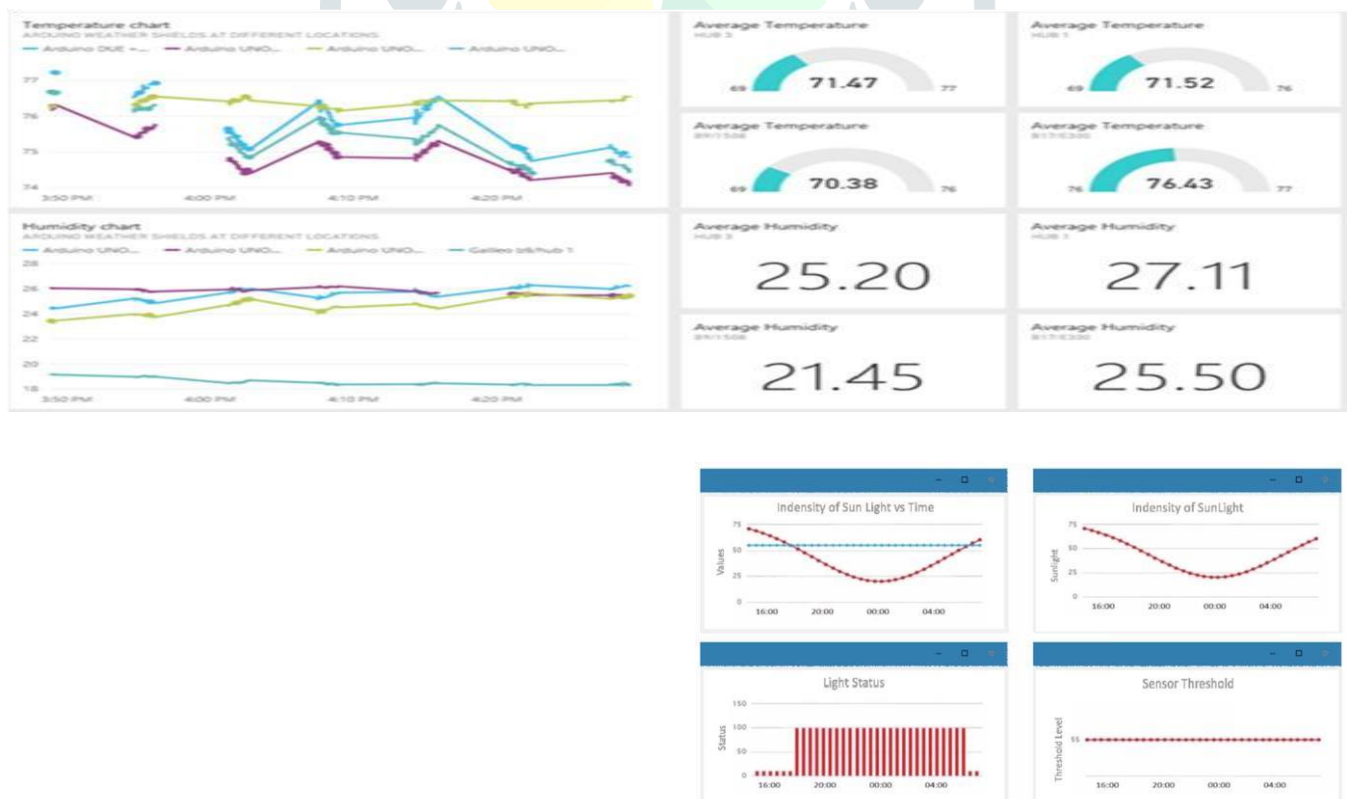 Temperature chart
ARDUINO WEATHER SHIELDS AT DIFFERENT LOCATIONS
Arduino DUE +... Arduino UNO... Arduino UNO... Arduino UNO...
77
76
75
74
3:50 PM 4:00 PM 4:10 PM 4:20 PM
Average Temperature
HUB 3
69 71.47 77
Average Temperature
HUB 1
69 71.52 76
Average Temperature
69 70.38 76
Average Temperature
76 76.43 77
Humidity chart
ARDUINO WEATHER SHIELDS AT DIFFERENT LOCATIONS
Arduino UNO... Arduino UNO... Arduino UNO... Galileo b9/hub 1
28
26
24
22
20
18
3:50 PM 4:00 PM 4:10 PM 4:20 PM
Average Humidity
HUB 3
25.20
Average Humidity
HUB 1
27.11
Average Humidity
21.45
Average Humidity
25.50
Indensity of Sun Light vs Time
Values
75
50
25
0
16:00 20:00 00:00 04:00
Indensity of SunLight
Sunlight
75
50
25
0
16:00 20:00 00:00 04:00
Light Status
Status
150
100
50
0
16:00 20:00 00:00 04:00
Sensor Threshold
Threshold Level
55
16:00 20:00 00:00 04:00